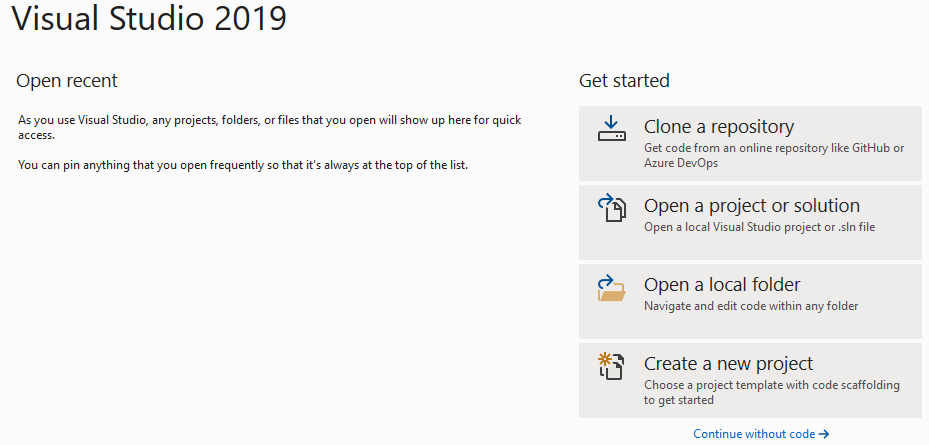 Visual Studio 2019
Open recent
As you use Visual Studio, any projects, folders, or files that you open will show up here for quick
access.
You can pin anything that you open frequently so that it's always at the top of the list.
Get started
Clone a repository
Get code from an online repository like GitHub or
Azure DevOps
Open a project or solution
Open a local Visual Studio project or .sln file
Open a local folder
Navigate and edit code within any folder
Create a new project
Choose a project template with code scaffolding
to get started
Continue without code →